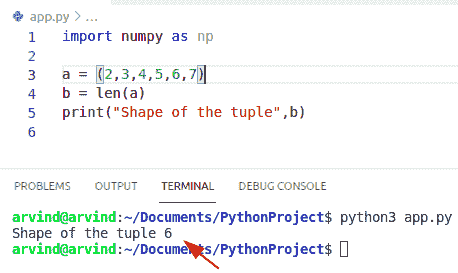 app.py > ...
1 import numpy as np
2
3 a = (2,3,4,5,6,7)
4 b = len(a)
5 print("Shape of the tuple",b)
6
PROBLEMS OUTPUT TERMINAL DEBUG CONSOLE
arvind@arvind:~/Documents/PythonProject$ python3 app.py
Shape of the tuple 6
arvind@arvind:~/Documents/PythonProject$